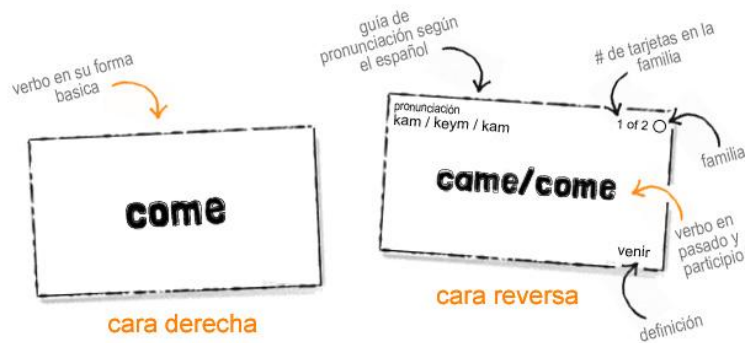 verbo en su forma
basica
come
cara derecha
guía de
pronunciación según
el español
# de tarjetas en la
familia
pronunciación
kam / keym / kam
1 of 2
familia
came/come
verbo en
pasado y
participio
venir
cara reversa
definición